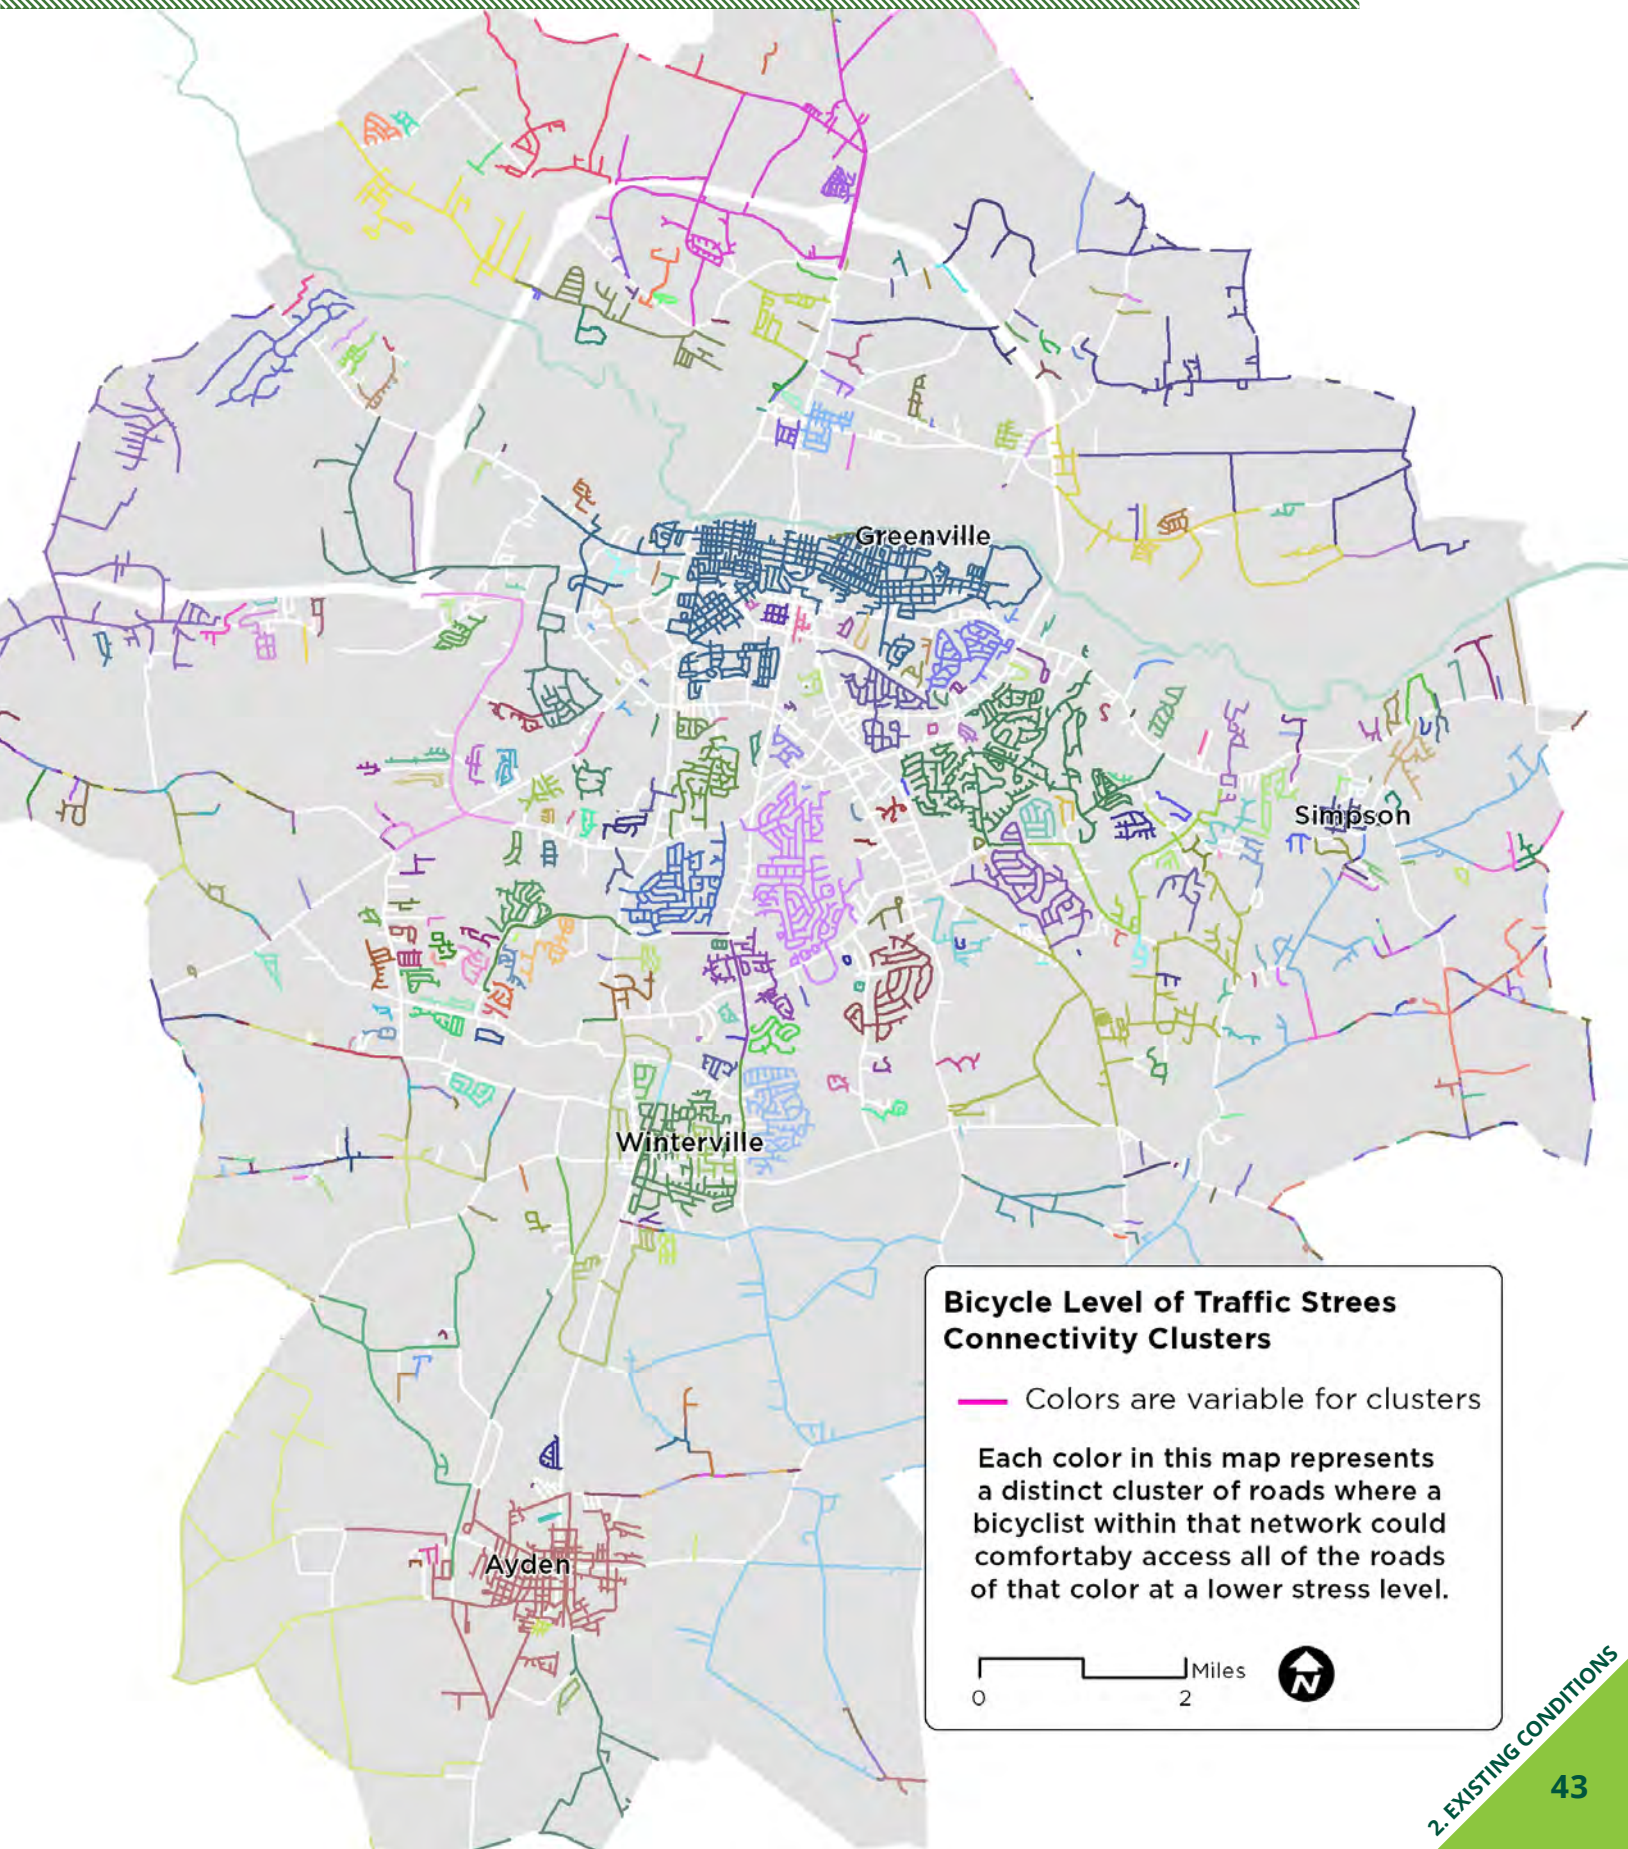 Greenville
Simpson
Winterville
Ayden
Bicycle Level of Traffic Strees
Connectivity Clusters
Colors are variable for clusters
Each color in this map represents
a distinct cluster of roads where a
bicyclist within that network could
comfortaby access all of the roads
of that color at a lower stress level.
Miles
0 2
N
2. EXISTING CONDITIONS
43